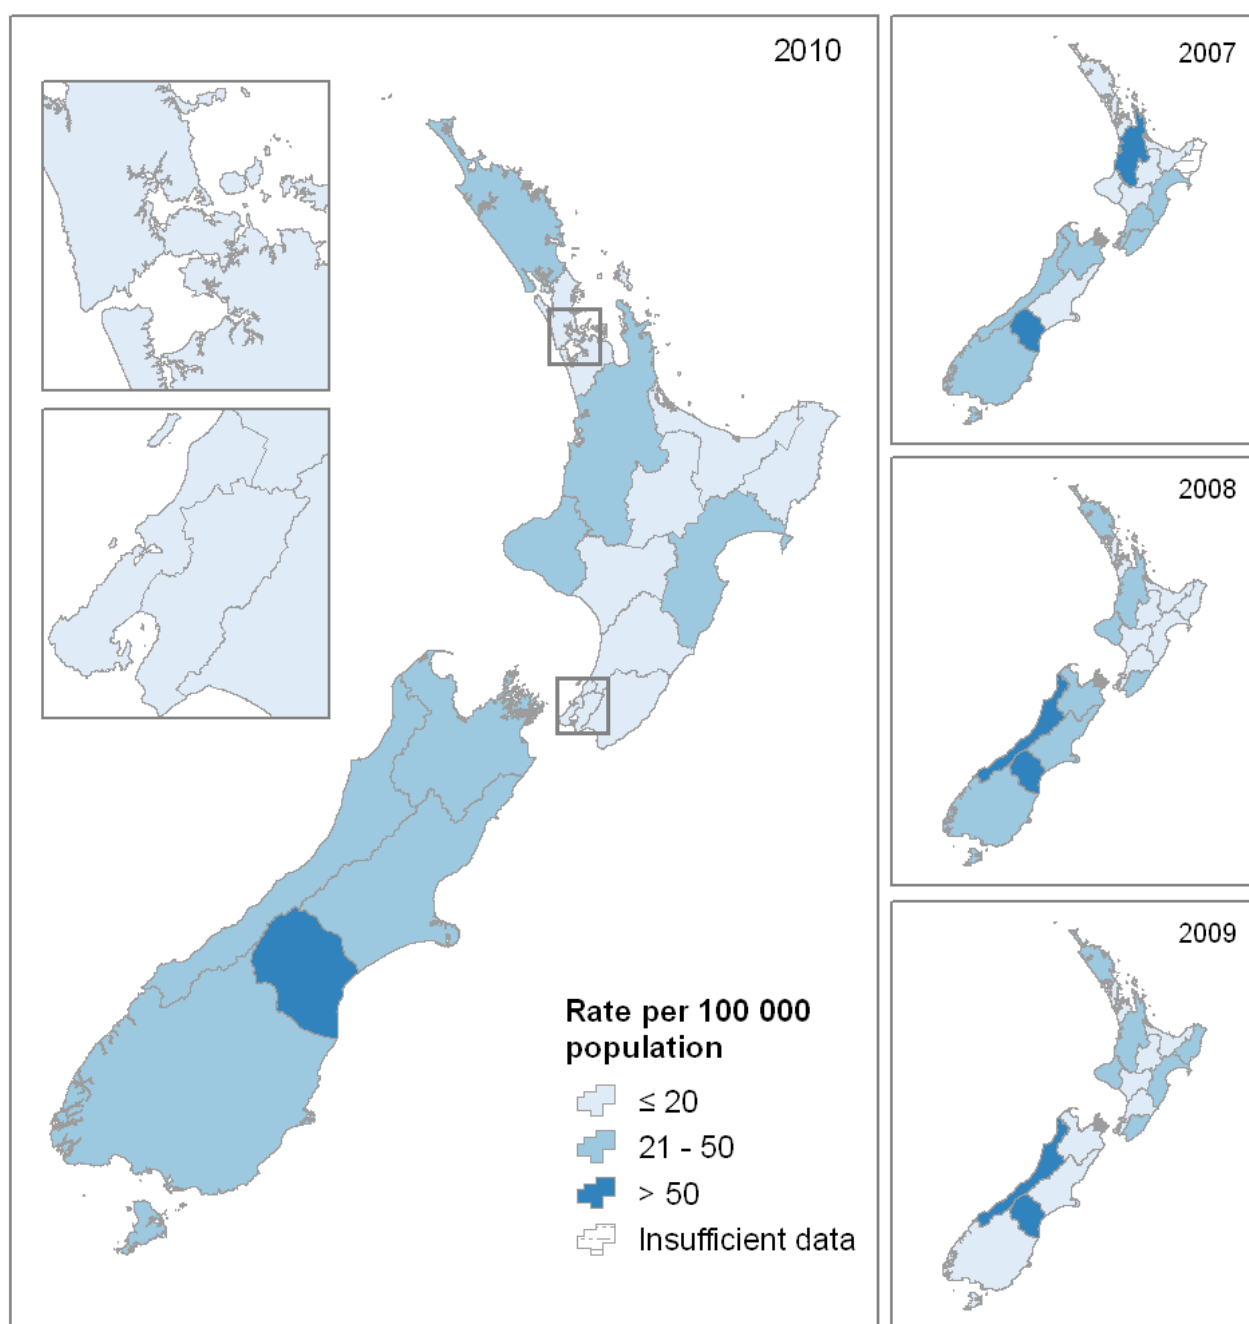 2010
2007
2008
2009
Rate per 100 000
population
≤ 20
21 - 50
> 50
Insufficient data